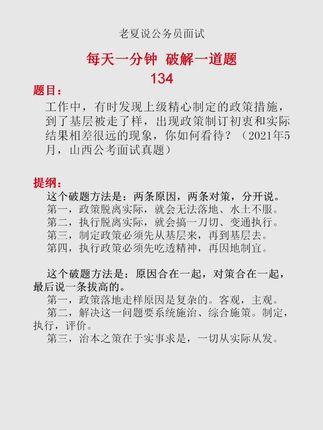 老夏说公务员面试
每天一分钟 破解一道题
134
题目：
工作中，有时发现上级精心制定的政策措施，
到了基层被走了样，出现政策制订初衷和实际
结果相差很远的现象，你如何看待？（2021年5
月，山西公考面试真题）
提纲：
这个破题方法是：两条原因，两条对策，分开说。
第一，政策脱离实际，就会无法落地、水土不服。
第二，执行脱离实际，就会搞一刀切、变通执行。
第三，制定政策必须先从基层来，再到基层去。
第四，执行政策必须先吃透精神，再因地制宜。
这个破题方法是：原因合在一起，对策合在一起，
最后说一条拔高的。
第一，政策落地走样原因是复杂的。客观，主观。
第二，解决这一问题要系统施治、综合施策。制定，
执行，评价。
第三，治本之策在于实事求是，一切从实际从发。